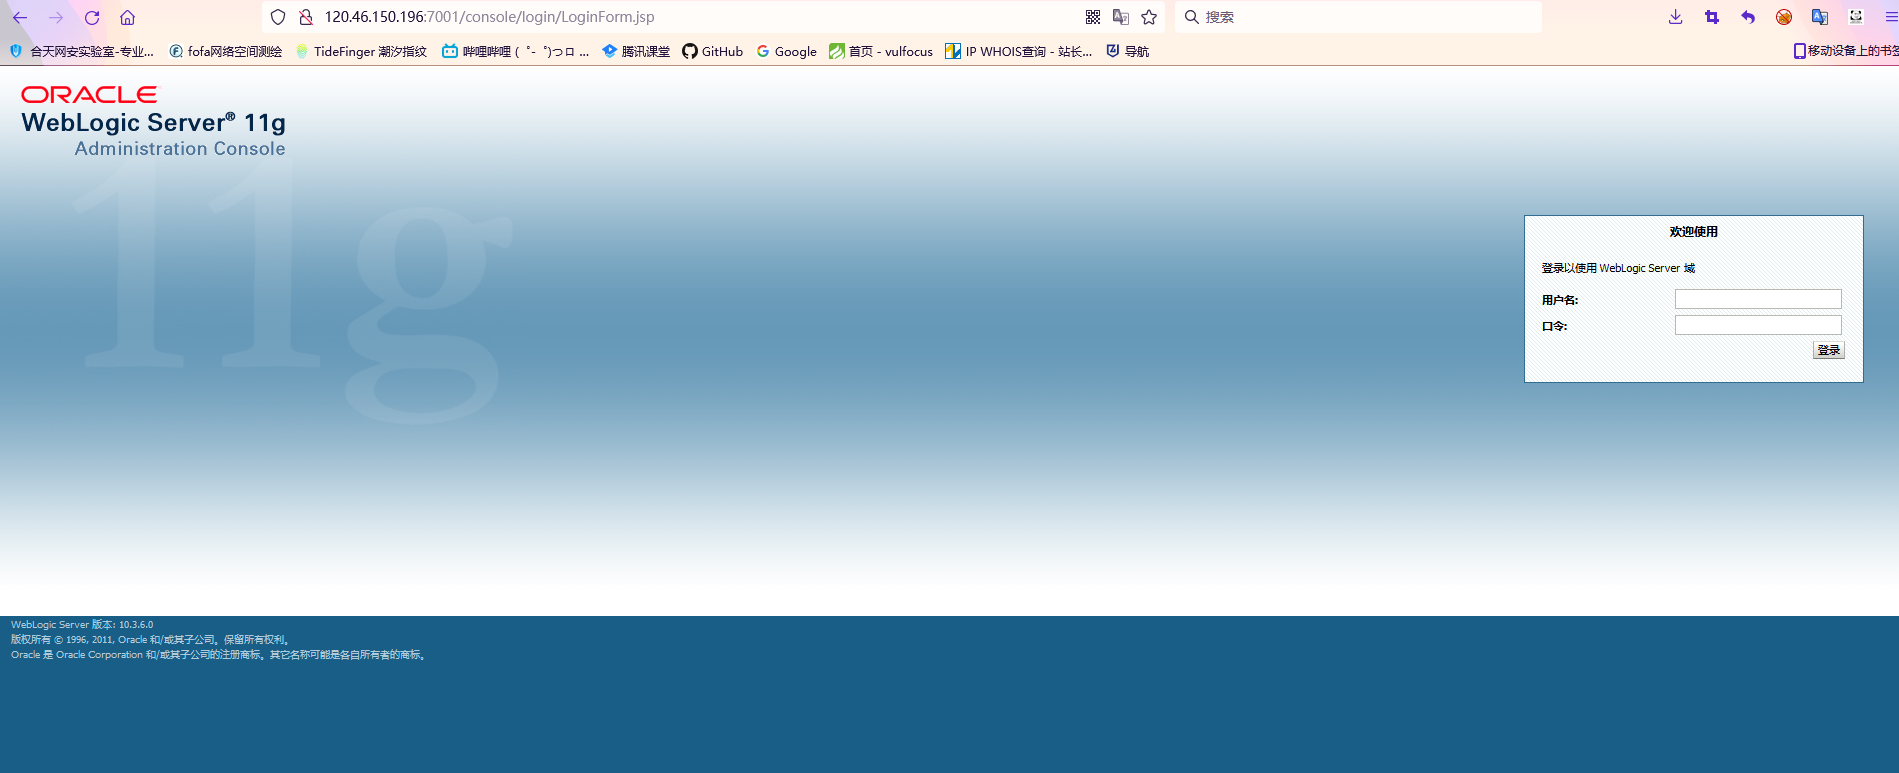 120.46.150.196:7001/console/login/LoginForm.jsp
搜索
合天网安实验室-专业... fofa网络空间测绘 TideFinger 潮汐指纹 哔哩哔哩 ( ゜- ゜)つロ ... 腾讯课堂 GitHub Google 首页 - vulfocus IP WHOIS查询 - 站长... 导航 移动设备上的书签
ORACLE
WebLogic Server® 11g
Administration Console
11g
欢迎使用
登录以使用 WebLogic Server 域
用户名:
口令:
登录
WebLogic Server 版本: 10.3.6.0
版权所有 © 1996, 2011, Oracle 和/或其子公司。保留所有权利。
Oracle 是 Oracle Corporation 和/或其子公司的注册商标。其它名称可能是各自所有者的商标。